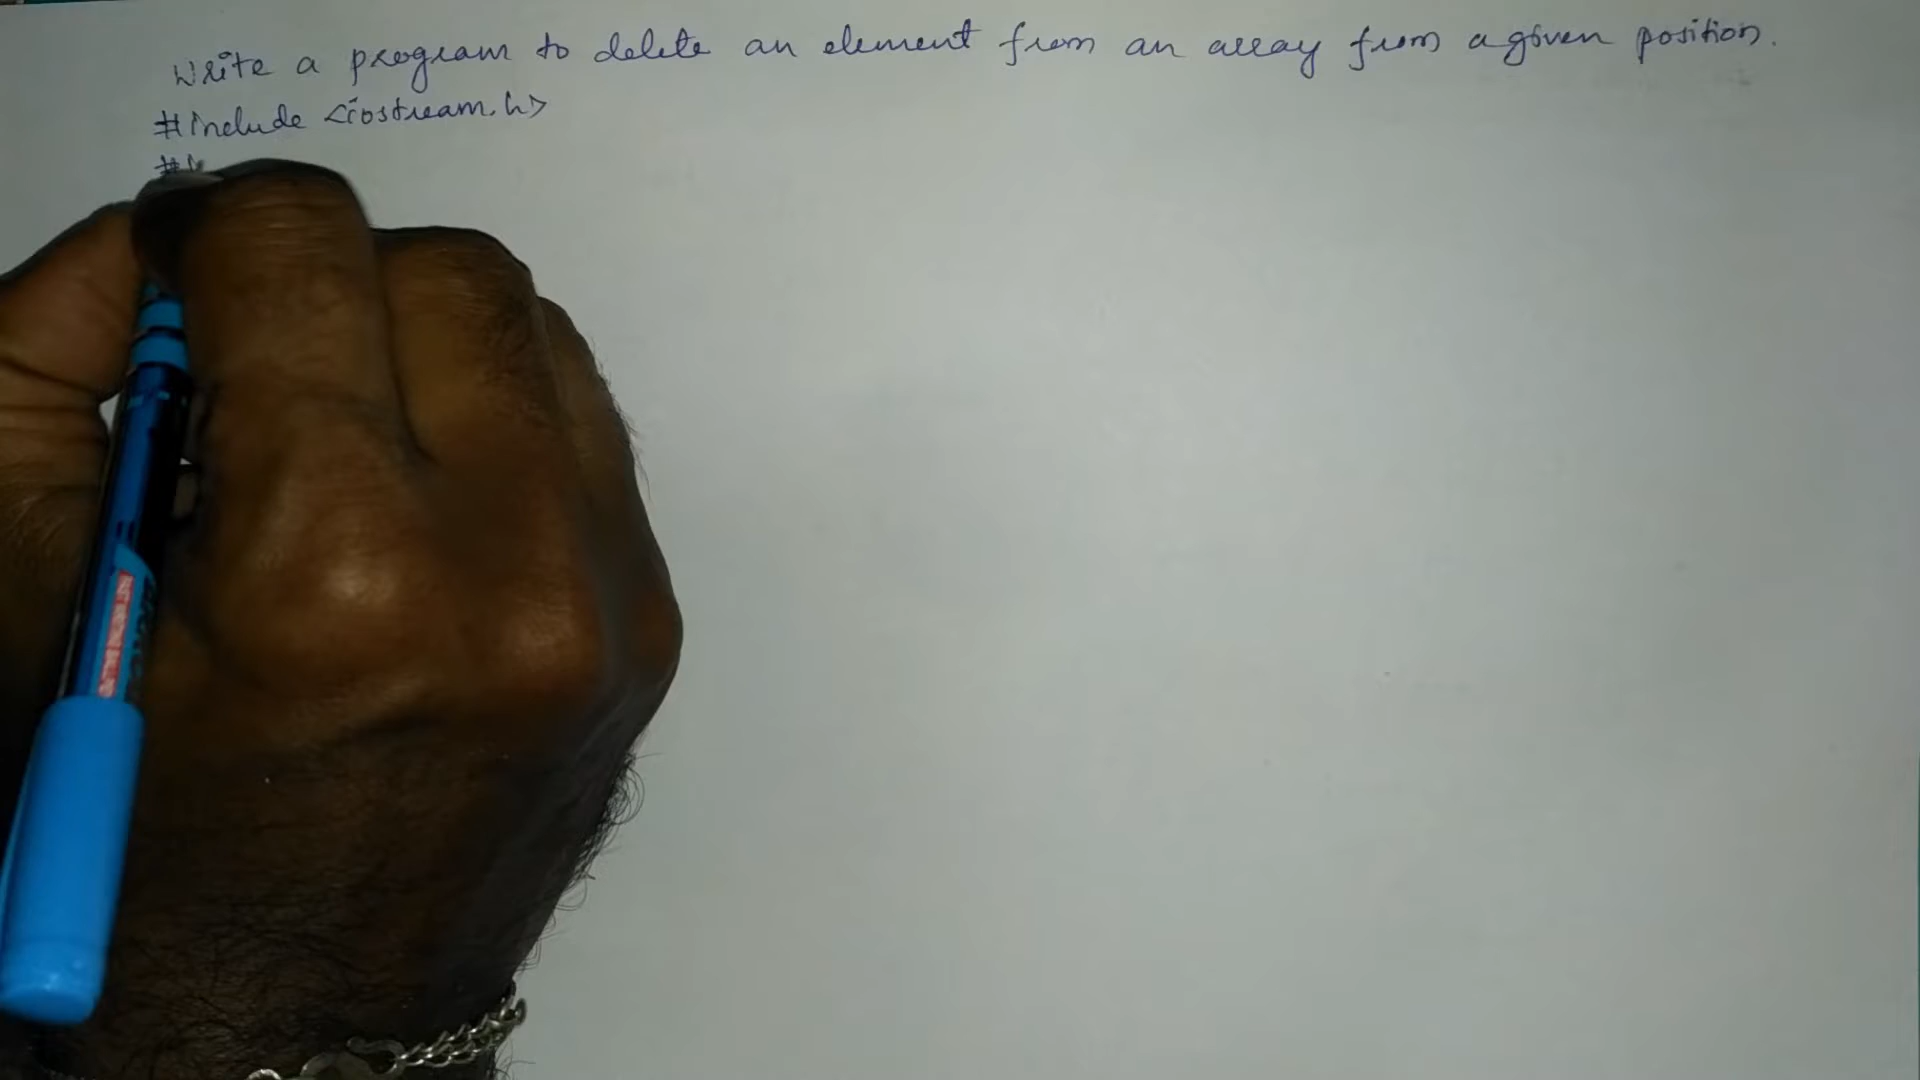 Write a program to delete an element from an array from a given position.
#include <iostream.h>
#i